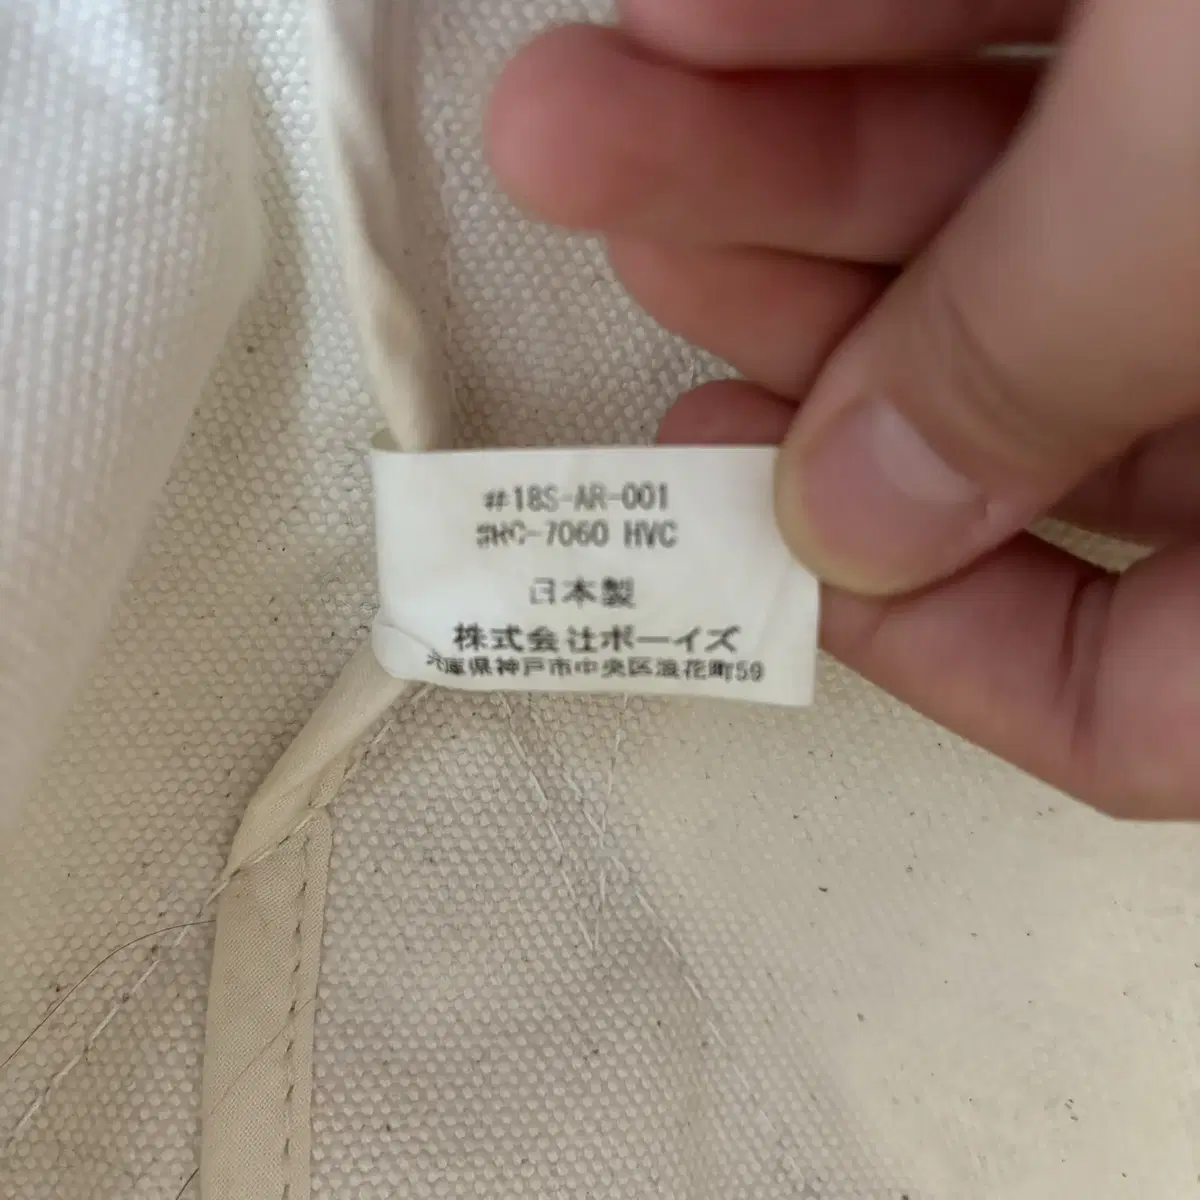 #18S-AR-001
#RC-7060 HVC
日本製
株式会社ボーイズ
兵庫県神戸市中央区浪花町59